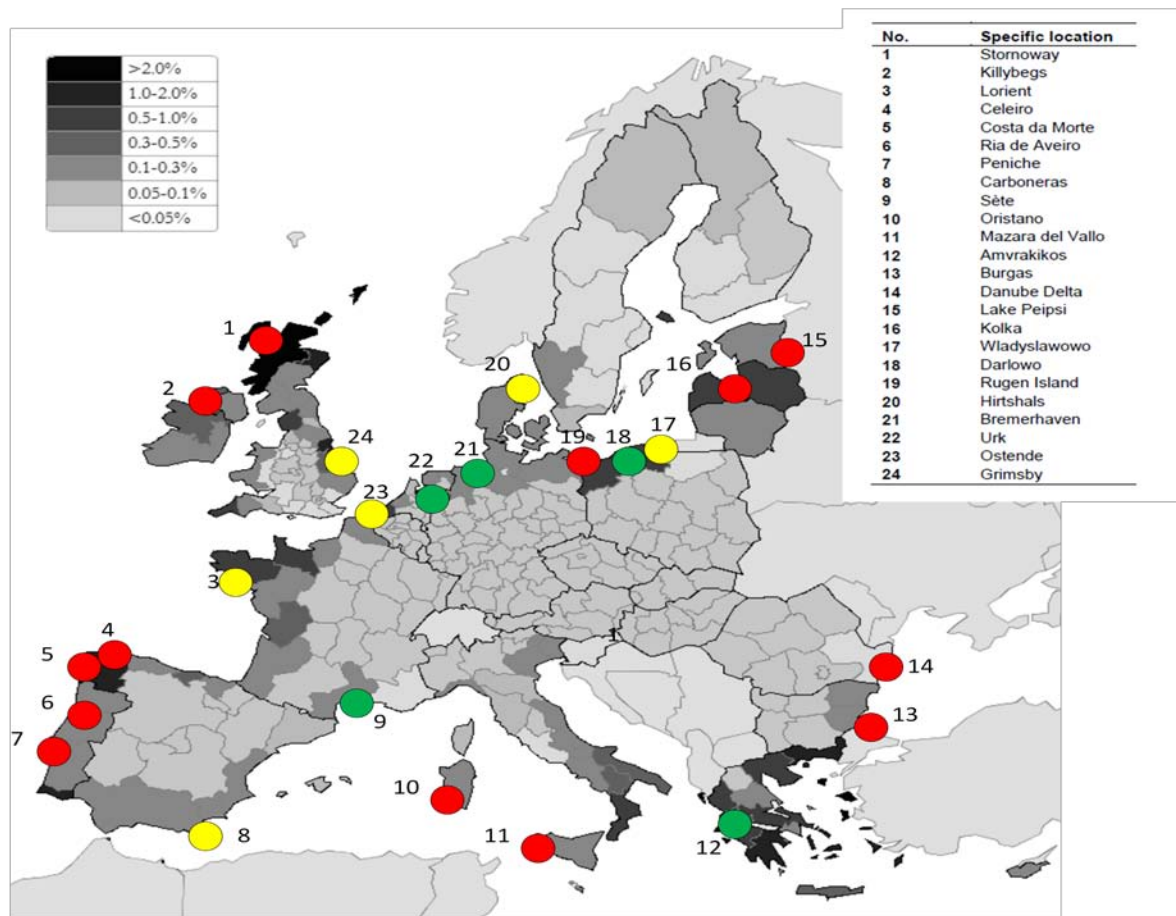 >2.0%
1.0-2.0%
0.5-1.0%
0.3-0.5%
0.1-0.3%
0.05-0.1%
<0.05%
No. Specific location
1 Stornoway
2 Killybegs
3 Lorient
4 Celeiro
5 Costa da Morte
6 Ria de Aveiro
7 Peniche
8 Carboneras
9 Sète
10 Oristano
11 Mazara del Vallo
12 Amvrakikos
13 Burgas
14 Danube Delta
15 Lake Peipsi
16 Kolka
17 Wladyslawowo
18 Darlowo
19 Rugen Island
20 Hirtshals
21 Bremerhaven
22 Urk
23 Ostende
24 Grimsby
1
15
20
16
2
24
21
19
18
17
22
23
3
1
4
5
14
6
9
13
7
10
8
11
12